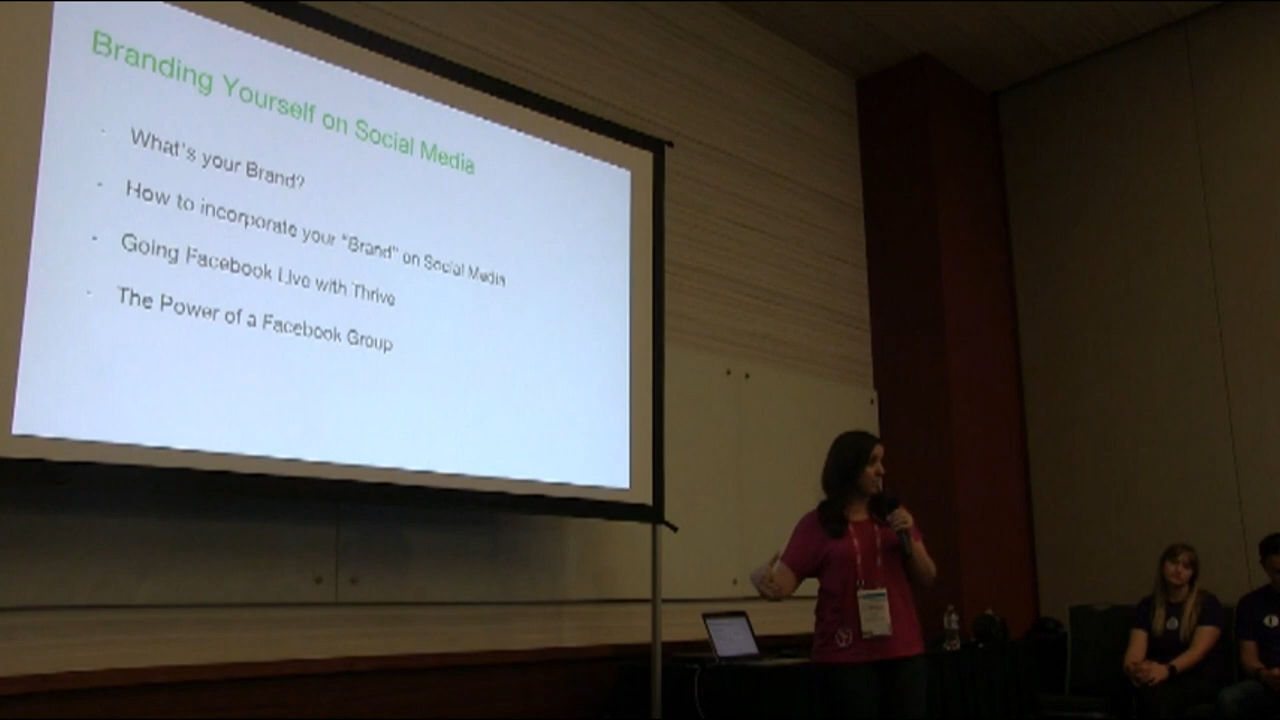 Branding Yourself on Social Media
- What's your Brand?
- How to incorporate your "Brand" on Social Media
- Going Facebook Live with Thrive
- The Power of a Facebook Group